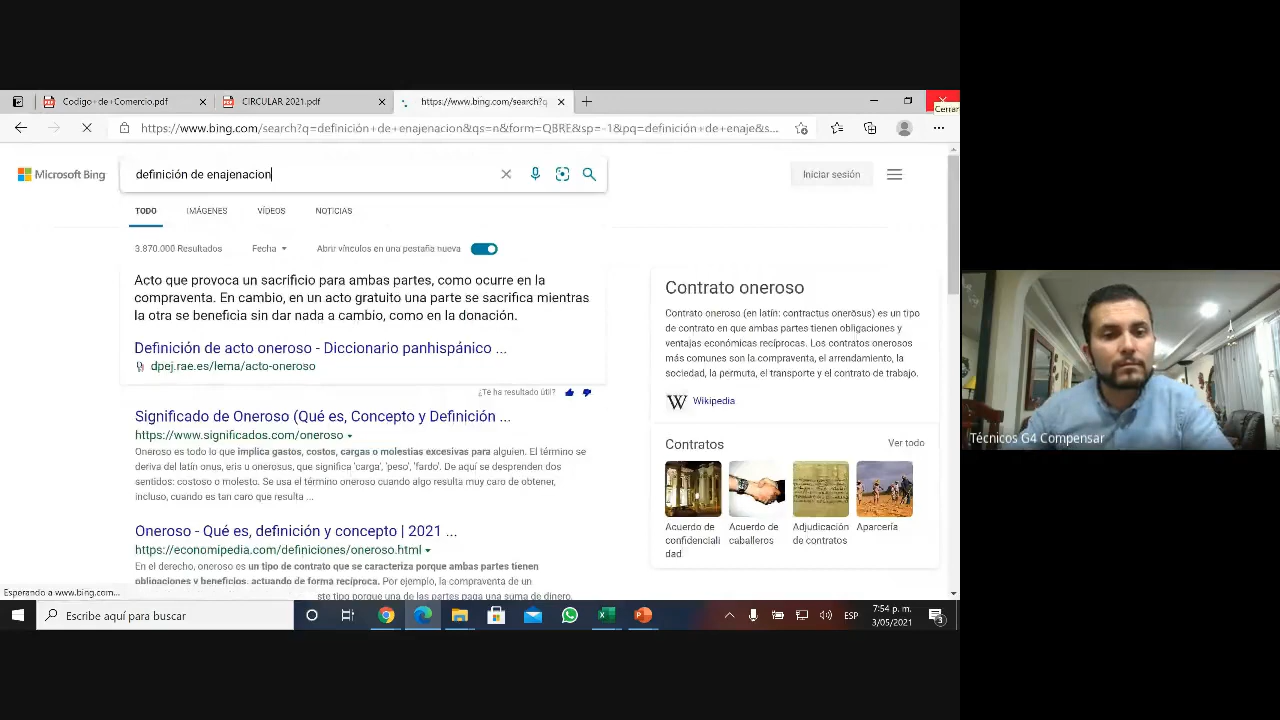 Codigo+de+Comercio.pdf
CIRCULAR 2021.pdf
https://www.bing.com/search?q
Cerrar
https://www.bing.com/search?q=definición+de+enajenacion&qs=n&form=QBRE&sp=-1&pq=definición+de+enaje&s...
Microsoft Bing
definición de enajenacion
Iniciar sesión
TODO
IMÁGENES
VÍDEOS
NOTICIAS
3.870.000 Resultados
Fecha
Abrir vínculos en una pestaña nueva
Acto que provoca un sacrificio para ambas partes, como ocurre en la
compraventa. En cambio, en un acto gratuito una parte se sacrifica mientras
la otra se beneficia sin dar nada a cambio, como en la donación.
Definición de acto oneroso - Diccionario panhispánico ...
dpej.rae.es/lema/acto-oneroso
¿Te ha resultado útil?
Significado de Oneroso (Qué es, Concepto y Definición ...
https://www.significados.com/oneroso
Oneroso es todo lo que implica gastos, costos, cargas o molestias excesivas para alguien. El término se
deriva del latín onus, eris u onerosus, que significa 'carga', 'peso', 'fardo'. De aquí se desprenden dos
sentidos: costoso o molesto. Se usa el término oneroso cuando algo resulta muy caro de obtener,
incluso, cuando es tan caro que resulta ...
Oneroso - Qué es, definición y concepto | 2021 ...
https://economipedia.com/definiciones/oneroso.html
En el derecho, oneroso es un tipo de contrato que se caracteriza porque ambas partes tienen
obligaciones y beneficios, actuando de forma recíproca. Por ejemplo, la compraventa de un
este tipo porque una de las partes paga una suma de dinero.
Contrato oneroso
Contrato oneroso (en latín: contractus onerōsus) es un tipo
de contrato en que ambas partes tienen obligaciones y
ventajas económicas recíprocas. Los contratos onerosos
más comunes son la compraventa, el arrendamiento, la
sociedad, la permuta, el transporte y el contrato de trabajo.
W
Wikipedia
Contratos
Ver todo
Acuerdo de
confidenciali
dad
Acuerdo de
caballeros
Adjudicación
de contratos
Aparcería
Técnicos G4 Compensar
Esperando a www.bing.com...
Escribe aquí para buscar
ESP
7:54 p. m.
3/05/2021
3